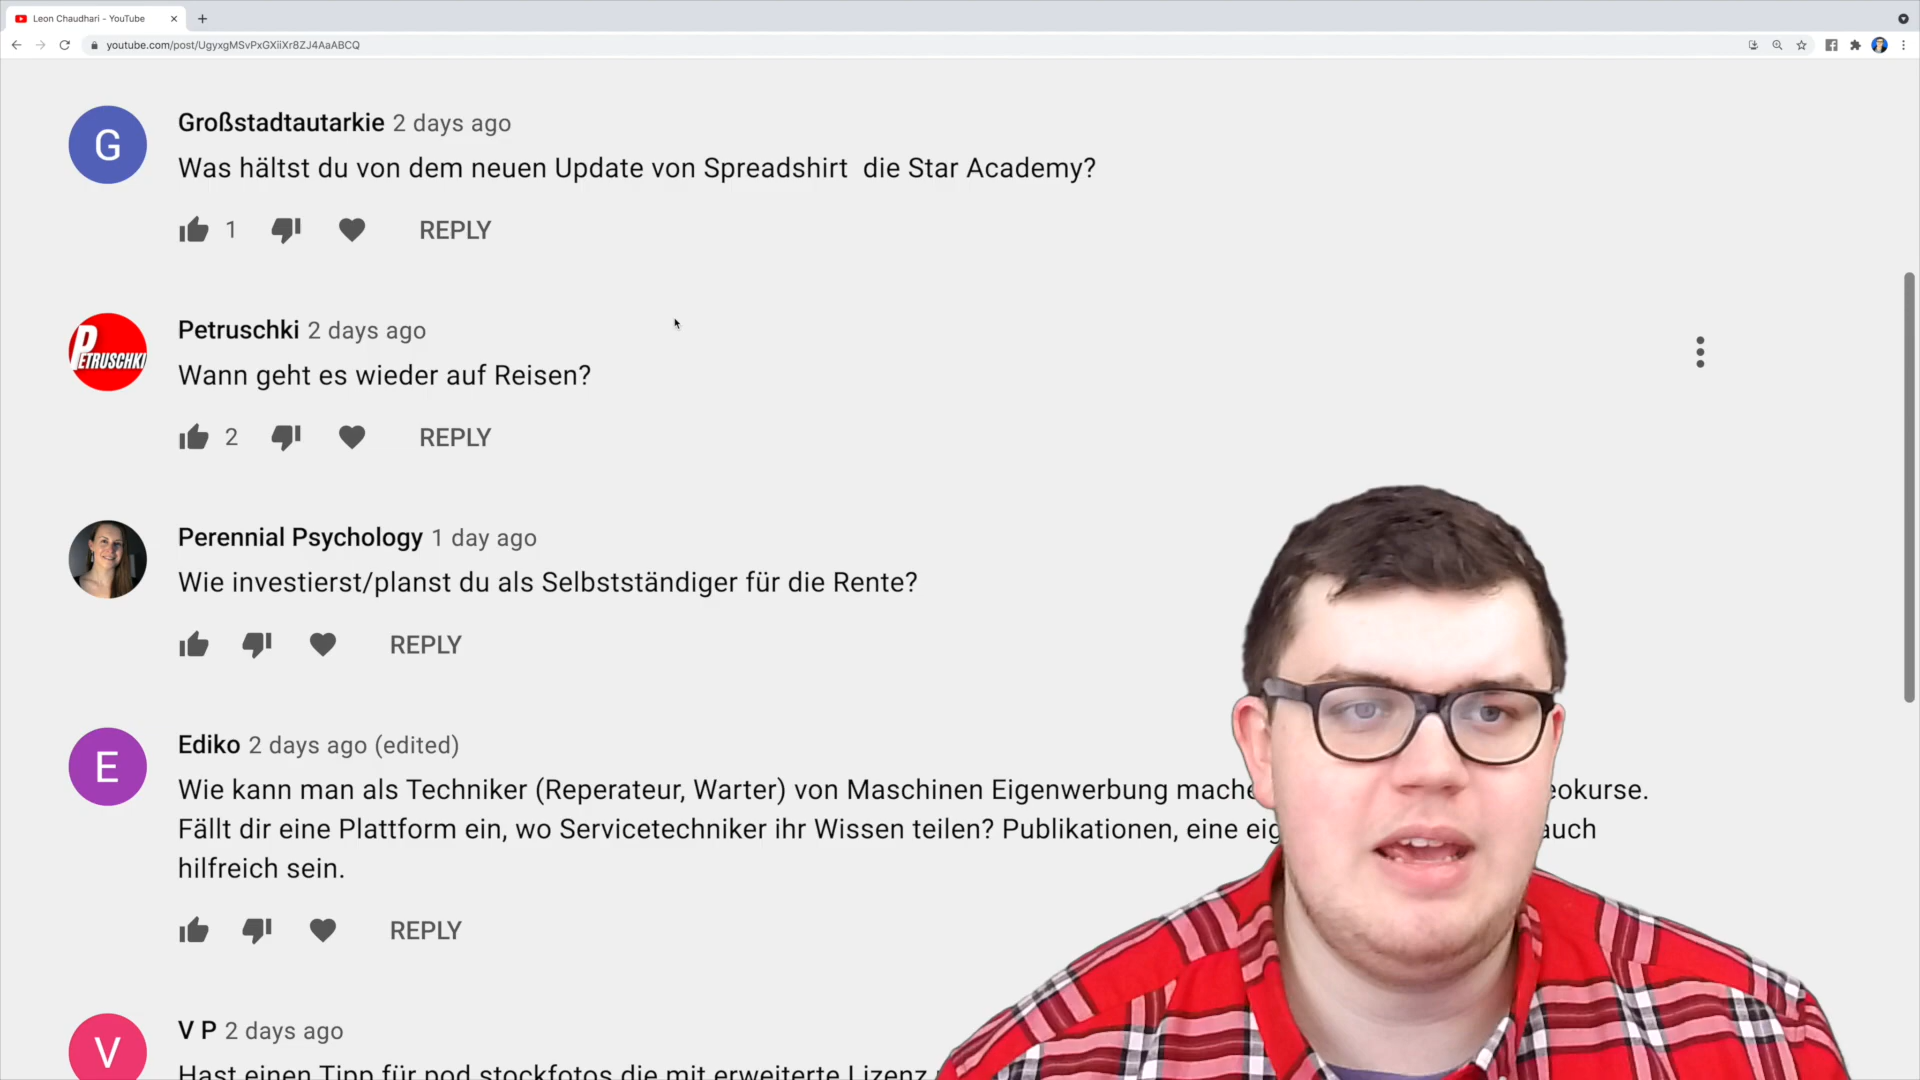 Leon Chaudhari - YouTube
youtube.com/post/UgyxgMSvPxGXiiXr8ZJ4AaABCQ
G
Großstadtautarkie 2 days ago
Was hältst du von dem neuen Update von Spreadshirt die Star Academy?
1
REPLY
PETRUSCHKI
Petruschki 2 days ago
Wann geht es wieder auf Reisen?
2
REPLY
Perennial Psychology 1 day ago
Wie investierst/planst du als Selbstständiger für die Rente?
REPLY
E
Ediko 2 days ago (edited)
Wie kann man als Techniker (Reperateur, Warter) von Maschinen Eigenwerbung mache eokurse.
Fällt dir eine Plattform ein, wo Servicetechniker ihr Wissen teilen? Publikationen, eine eig auch
hilfreich sein.
REPLY
V
V P 2 days ago
Hast einen Tipp für pod stockfotos die mit erweiterte Lizenz